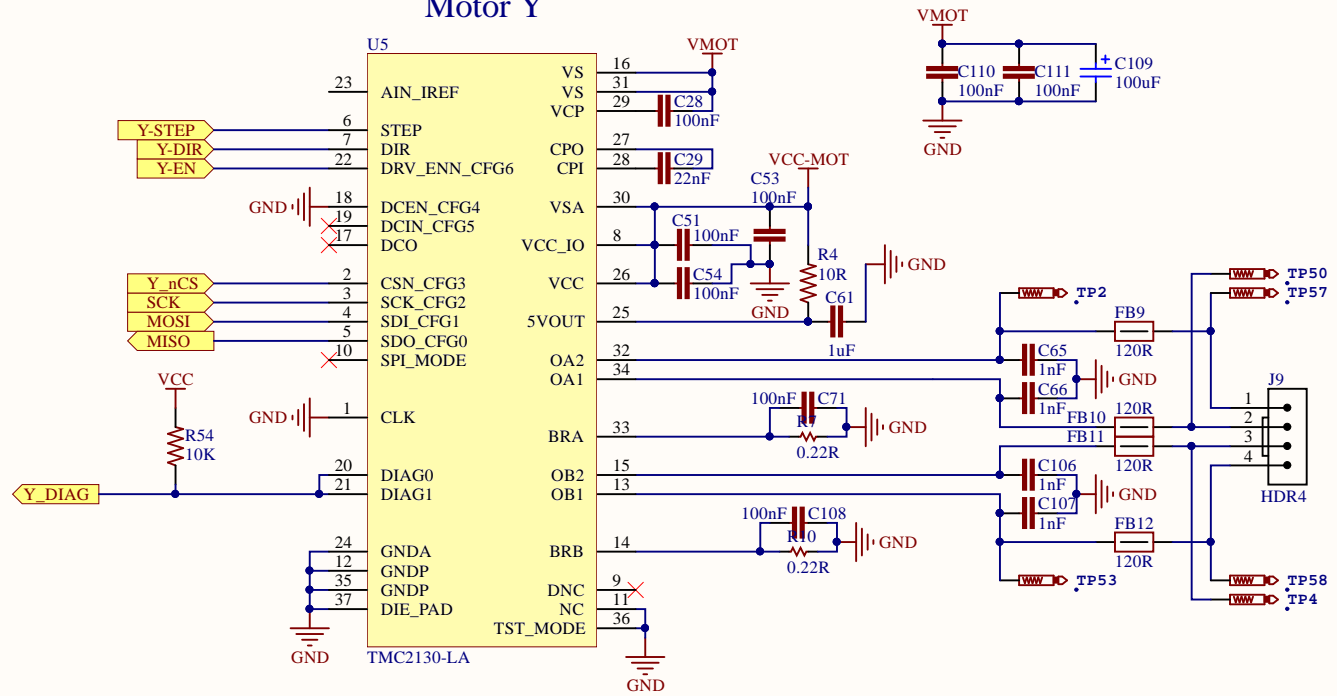 Motor Y
U5
VMOT
VMOT
23 AIN_IREF
VS 16
VS 31
VCP 29
C28
100nF
C110
100nF
C111
100nF
+ C109
100uF
GND
Y-STEP 6 STEP
Y-DIR 7 DIR
Y-EN 22 DRV_ENN_CFG6
CPO 27
CPI 28
C29
22nF
VCC-MOT
C53
100nF
GND 18 DCEN_CFG4
19 DCIN_CFG5
17 DCO
VSA 30
VCC_IO 8
VCC 26
5VOUT 25
C51
100nF
C54
100nF
GND
R4
10R
C61
1uF
GND
Y_nCS 2 CSN_CFG3
SCK 3 SCK_CFG2
MOSI 4 SDI_CFG1
MISO 5 SDO_CFG0
10 SPI_MODE
TP50
TP57
TP2
FB9
120R
OA2 32
OA1 34
C65
1nF
C66
1nF
GND
VCC
R54
10K
GND 1 CLK
BRA 33
100nF C71
R7
0.22R
GND
FB10 120R
FB11
120R
J9
1
2
3
4
HDR4
Y_DIAG
20 DIAG0
21 DIAG1
OB2 15
OB1 13
C106
1nF
C107
1nF
GND
100nF C108
R10
0.22R
GND
FB12
120R
24 GNDA
12 GNDP
35 GNDP
37 DIE_PAD
GND
BRB 14
DNC 9
NC 11
TST_MODE 36
GND
TP53
TP58
TP4
TMC2130-LA